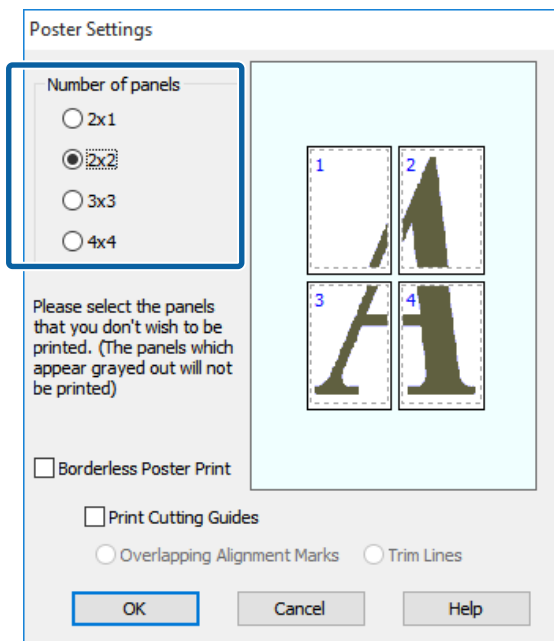 Poster Settings
Number of panels
2x1
2x2
3x3
4x4
1
2
3
4
Please select the panels
that you don't wish to be
printed. (The panels which
appear grayed out will not
be printed)
Borderless Poster Print
Print Cutting Guides
Overlapping Alignment Marks
Trim Lines
OK
Cancel
Help